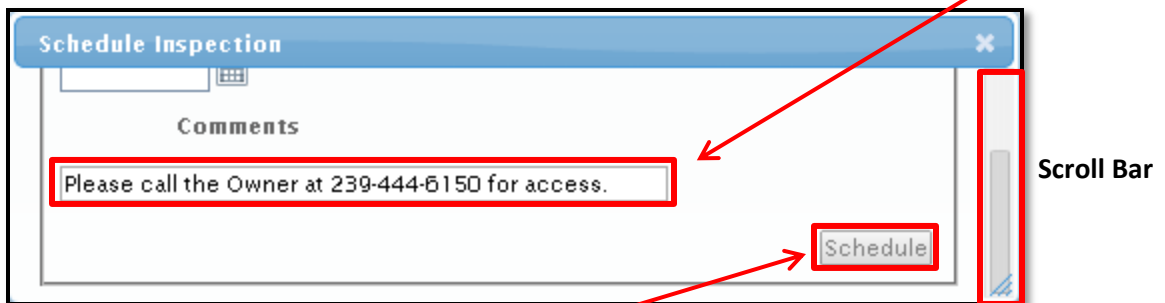 Schedule Inspection
Comments
Please call the Owner at 239-444-6150 for access.
Scroll Bar
Schedule